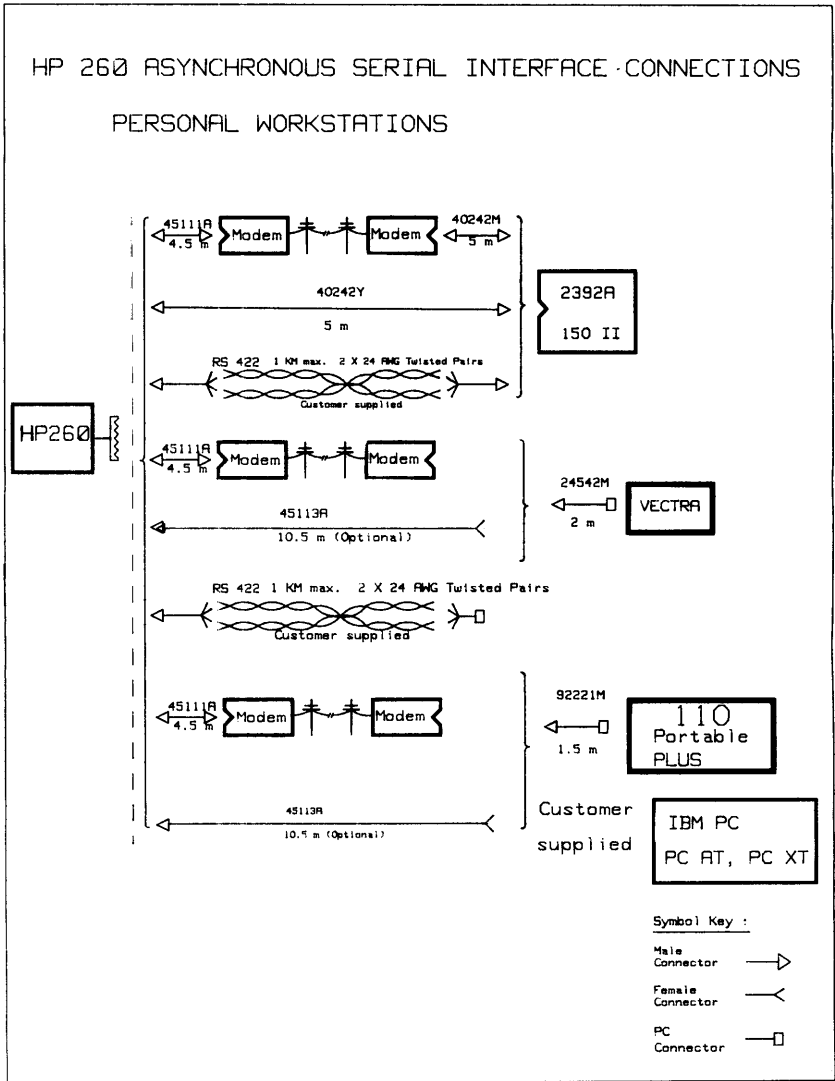 HP 260 ASYNCHRONOUS SERIAL INTERFACE CONNECTIONS
PERSONAL WORKSTATIONS
45111A
4.5 m
Modem
Modem
40242M
5 m
40242Y
5 m
2392A
150 II
RS 422 1 KM max. 2 X 24 AWG Twisted Pairs
Customer supplied
HP260
45111A
4.5 m
Modem
Modem
45113A
10.5 m (Optional)
24542M
2 m
VECTRA
RS 422 1 KM max. 2 X 24 AWG Twisted Pairs
Customer supplied
45111A
4.5 m
Modem
Modem
92221M
1.5 m
110
Portable
PLUS
45113A
10.5 m (Optional)
Customer
supplied
IBM PC
PC AT, PC XT
Symbol Key :
Male
Connector
Female
Connector
PC
Connector